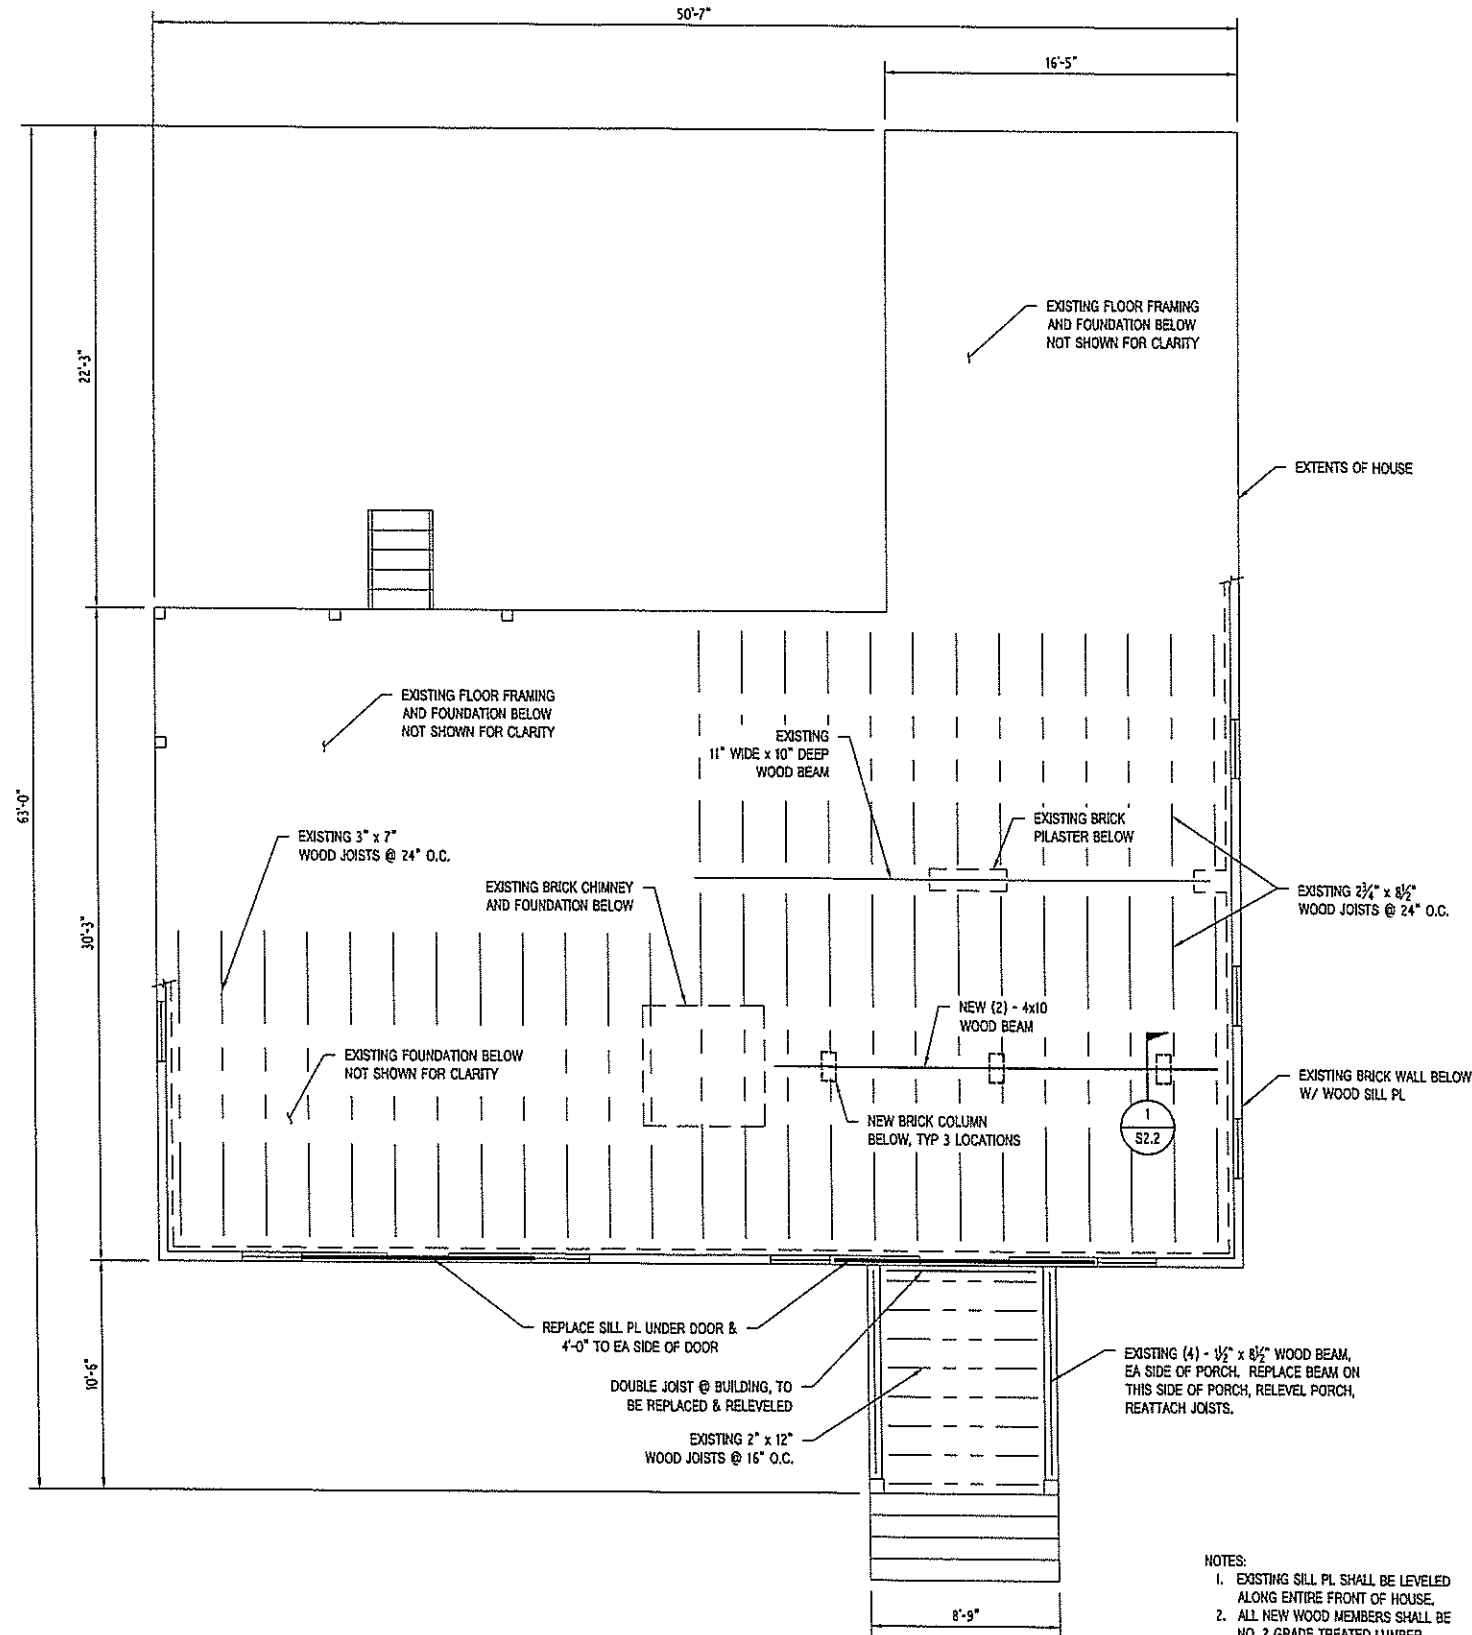 50'-7"
16'-5"
EXISTING FLOOR FRAMING
AND FOUNDATION BELOW
NOT SHOWN FOR CLARITY
22'-3"
EXTENTS OF HOUSE
EXISTING FLOOR FRAMING
AND FOUNDATION BELOW
NOT SHOWN FOR CLARITY
EXISTING
11" WIDE x 10" DEEP
WOOD BEAM
63'-0"
EXISTING BRICK
PILASTER BELOW
EXISTING 3" x 7"
WOOD JOISTS @ 24" O.C.
EXISTING BRICK CHIMNEY
AND FOUNDATION BELOW
EXISTING 2¾" x 8½"
WOOD JOISTS @ 24" O.C.
30'-3"
NEW (2) - 4x10
WOOD BEAM
EXISTING FOUNDATION BELOW
NOT SHOWN FOR CLARITY
EXISTING BRICK WALL BELOW
W/ WOOD SILL PL
NEW BRICK COLUMN
BELOW, TYP 3 LOCATIONS
1
S2.2
REPLACE SILL PL UNDER DOOR &
4'-0" TO EA SIDE OF DOOR
10'-6"
EXISTING (4) - 1½" x 8½" WOOD BEAM,
EA SIDE OF PORCH. REPLACE BEAM ON
THIS SIDE OF PORCH, RELEVEL PORCH,
REATTACH JOISTS.
DOUBLE JOIST @ BUILDING, TO
BE REPLACED & RELEVELED
EXISTING 2" x 12"
WOOD JOISTS @ 16" O.C.
8'-9"
NOTES:
1. EXISTING SILL PL SHALL BE LEVELED
ALONG ENTIRE FRONT OF HOUSE.
2. ALL NEW WOOD MEMBERS SHALL BE
NO. 2 GRADE TREATED LUMBER